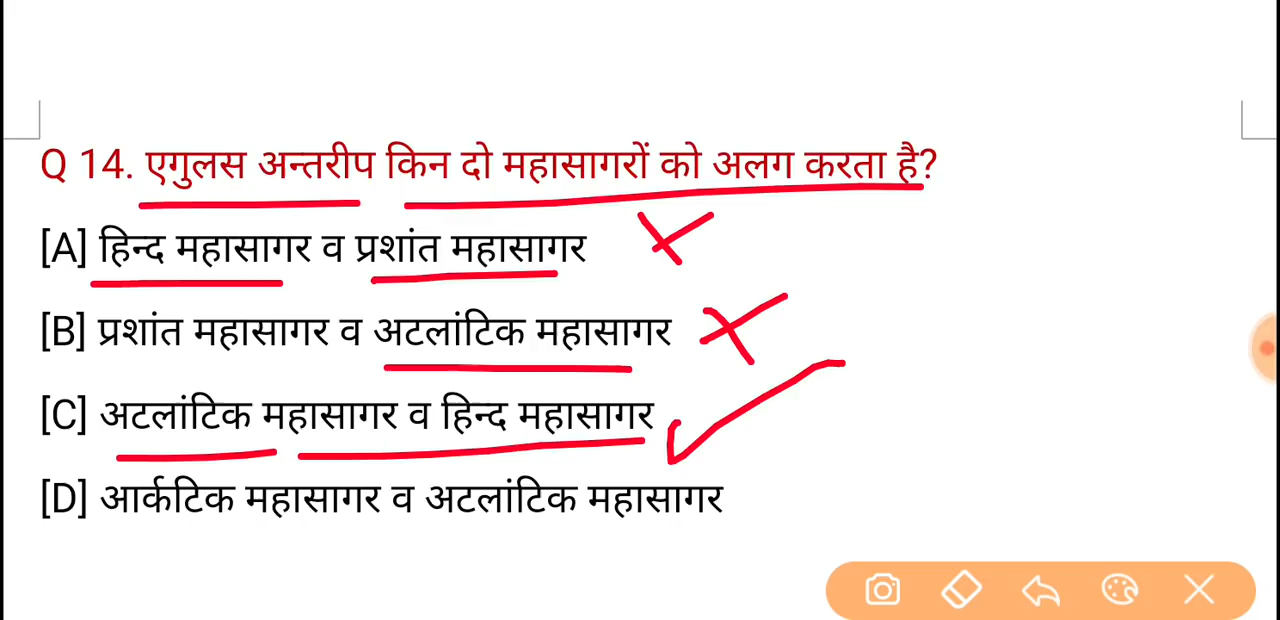 Q 14. एगुलस अन्तरीप किन दो महासागरों को अलग करता है?
[A] हिन्द महासागर व प्रशांत महासागर
[B] प्रशांत महासागर व अटलांटिक महासागर
[C] अटलांटिक महासागर व हिन्द महासागर
[D] आर्कटिक महासागर व अटलांटिक महासागर